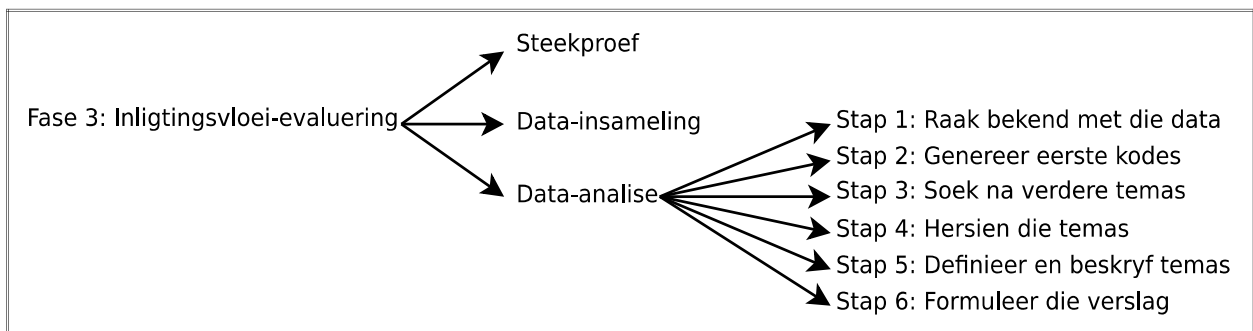 Steekproef
Fase 3: Inligtingsvloei-evaluering
Data-insameling
Data-analise
Stap 1: Raak bekend met die data
Stap 2: Genereer eerste kodes
Stap 3: Soek na verdere temas
Stap 4: Hersien die temas
Stap 5: Definieer en beskryf temas
Stap 6: Formuleer die verslag